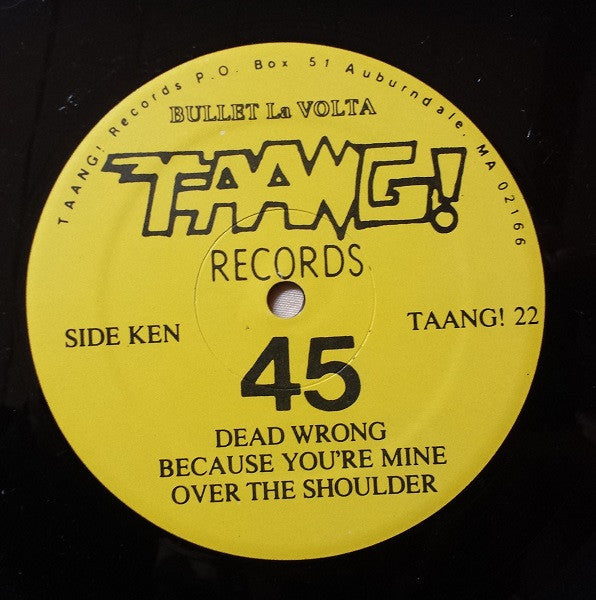 TAANG! Records P.O. Box 51 Auburndale, MA 02166
BULLET La VOLTA
TAANG!
RECORDS
SIDE KEN
TAANG! 22
45
DEAD WRONG
BECAUSE YOU'RE MINE
OVER THE SHOULDER